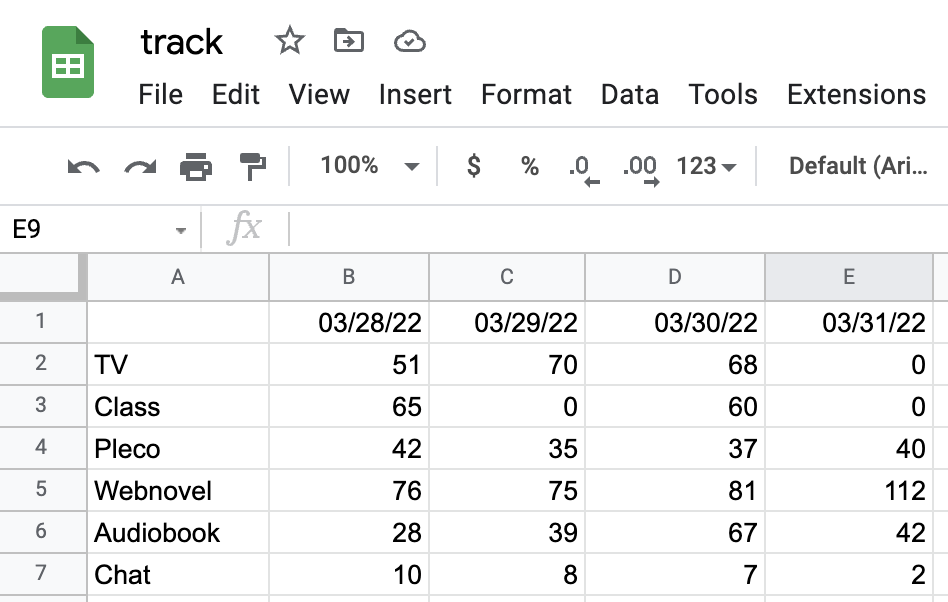 track
File Edit View Insert Format Data Tools Extensions
100% $ % .0 .00 123 Default (Ari...
E9 fx
A B C D E
1 03/28/22 03/29/22 03/30/22 03/31/22
2 TV 51 70 68 0
3 Class 65 0 60 0
4 Pleco 42 35 37 40
5 Webnovel 76 75 81 112
6 Audiobook 28 39 67 42
7 Chat 10 8 7 2